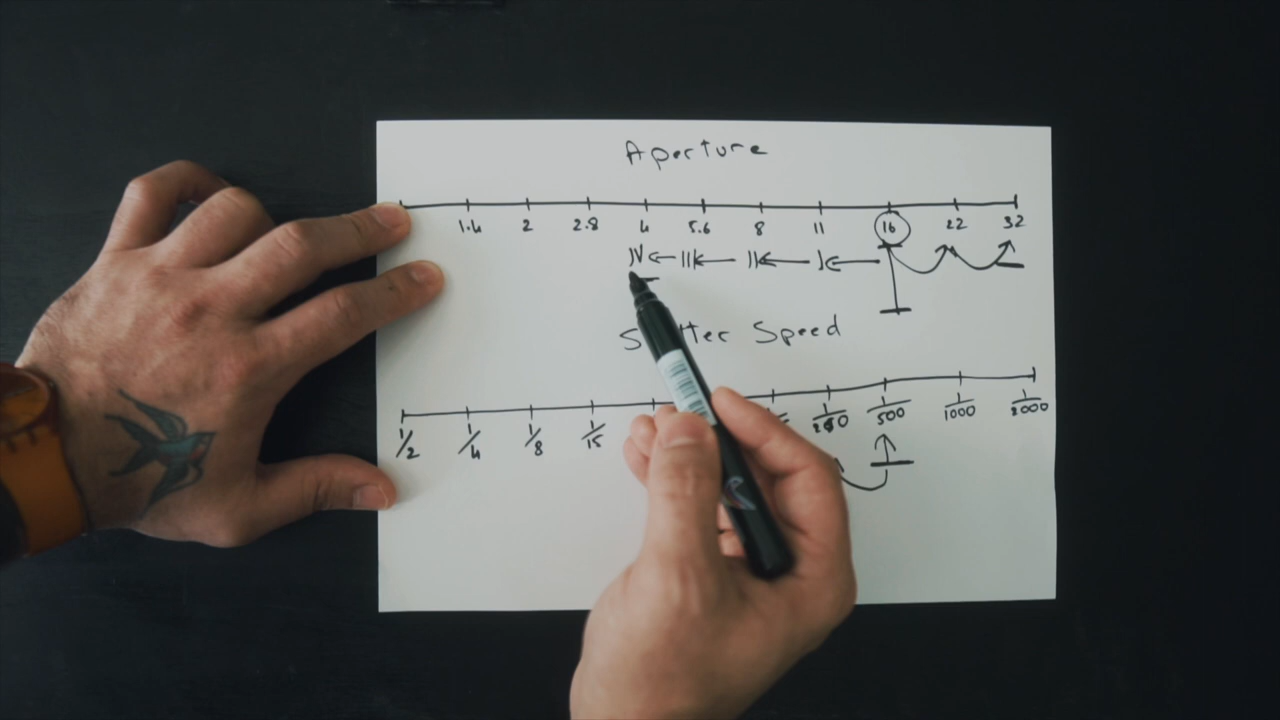 Aperture
1.4 2 2.8 4 5.6 8 11 16 22 32
Speed
1/2 1/4 1/8 1/15 1/250 1/500 1/1000 1/2000